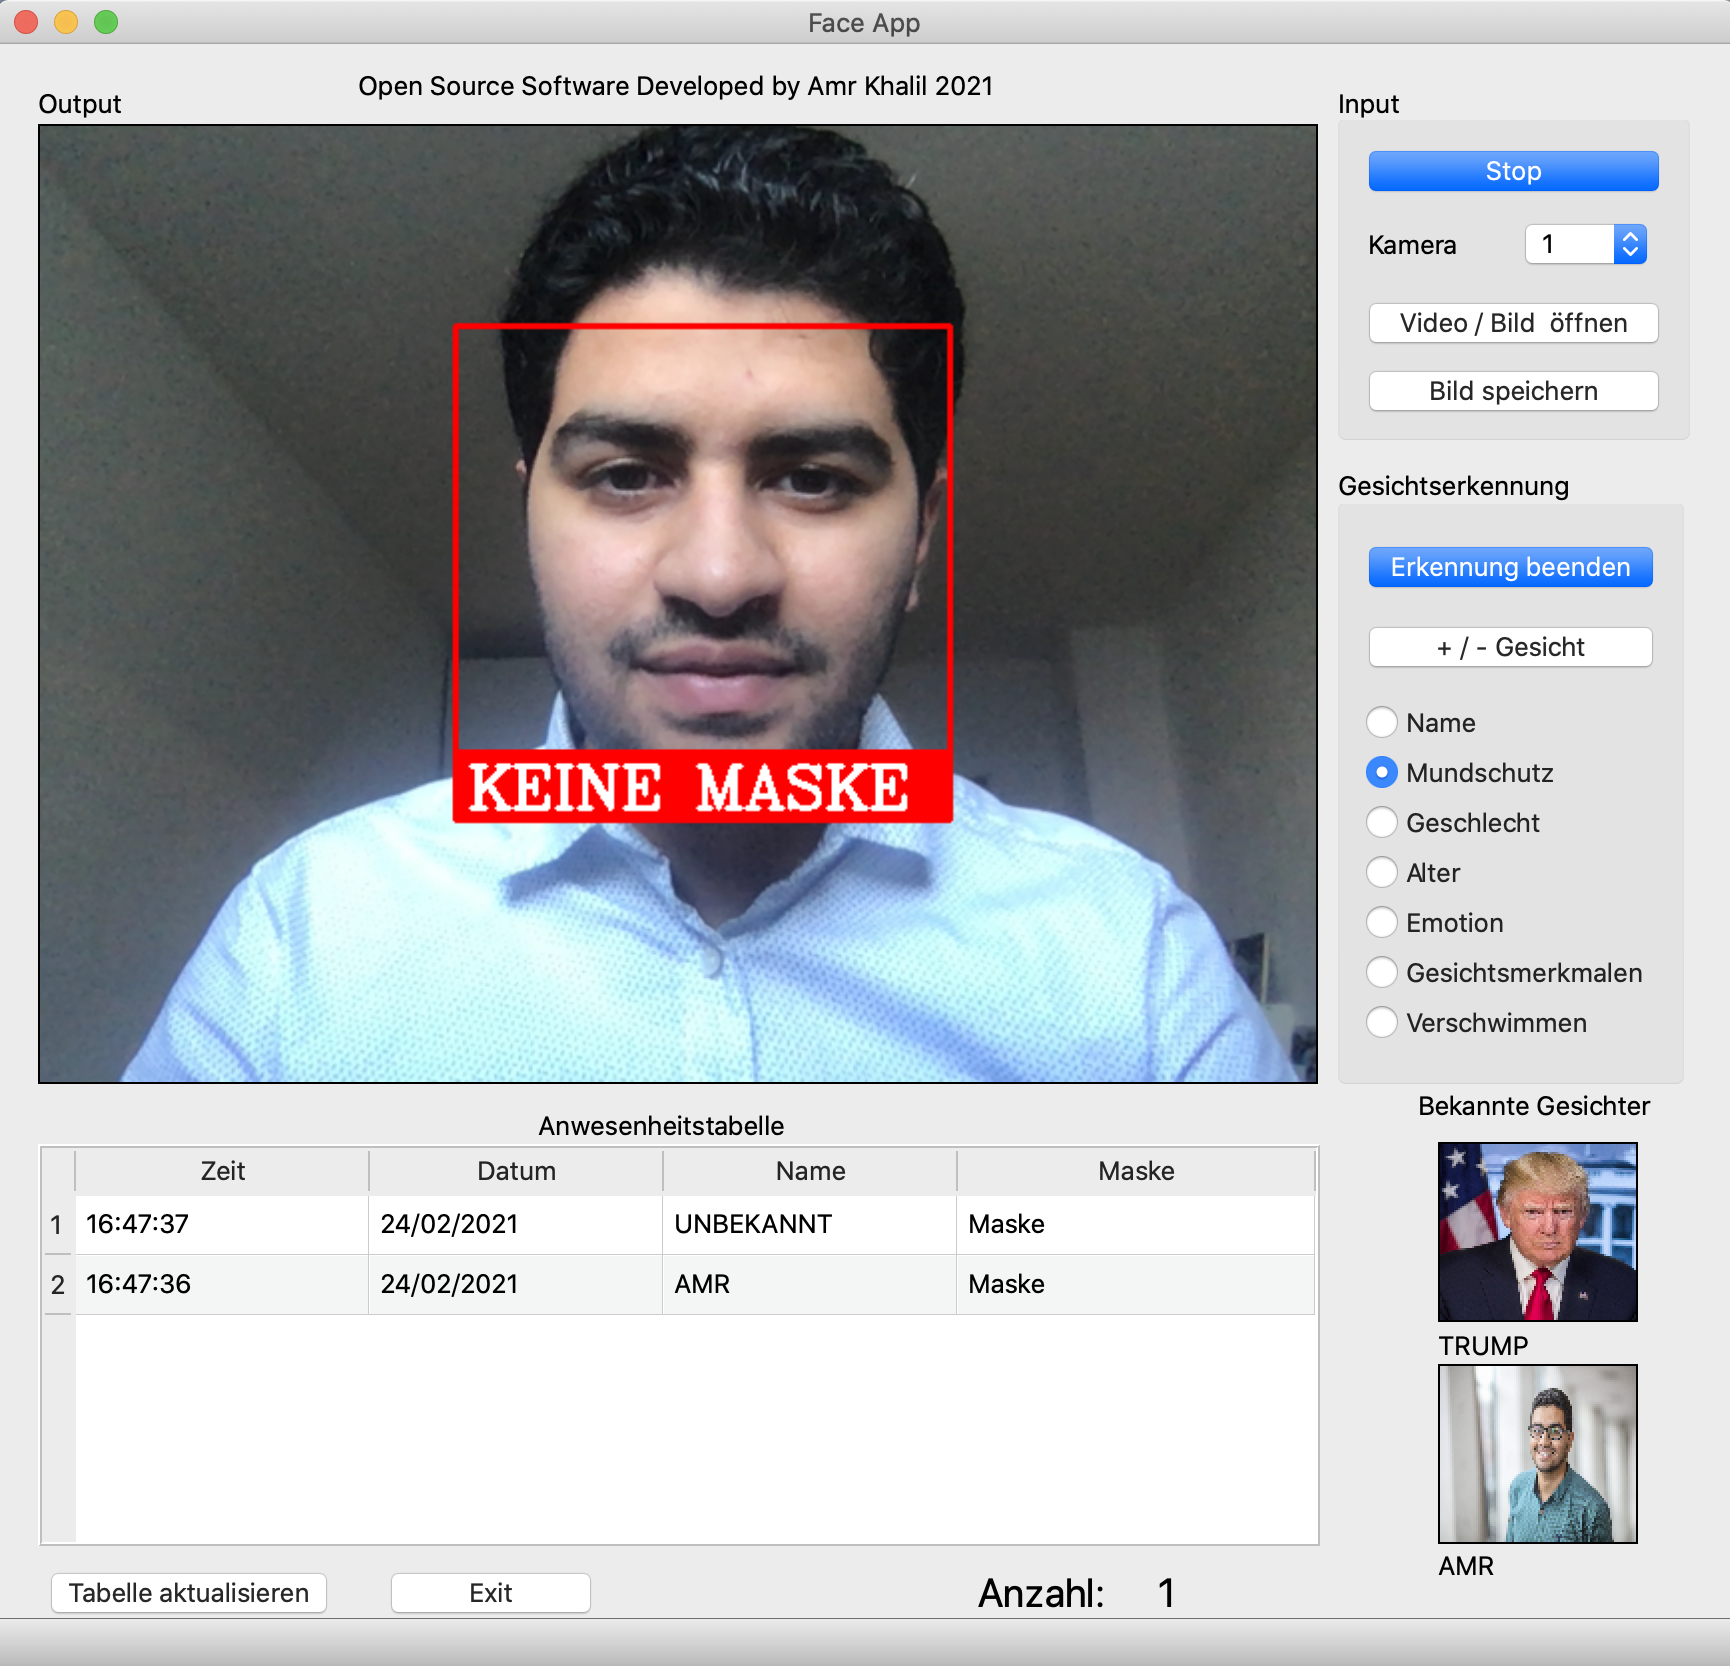 Face App
Open Source Software Developed by Amr Khalil 2021
Output
KEINE MASKE
Input
Stop
Kamera 1
Video / Bild öffnen
Bild speichern
Gesichtserkennung
Erkennung beenden
+ / - Gesicht
Name
Mundschutz
Geschlecht
Alter
Emotion
Gesichtsmerkmalen
Verschwimmen
Anwesenheitstabelle
Zeit Datum Name Maske
1 16:47:37 24/02/2021 UNBEKANNT Maske
2 16:47:36 24/02/2021 AMR Maske
Bekannte Gesichter
TRUMP
AMR
Tabelle aktualisieren Exit Anzahl: 1